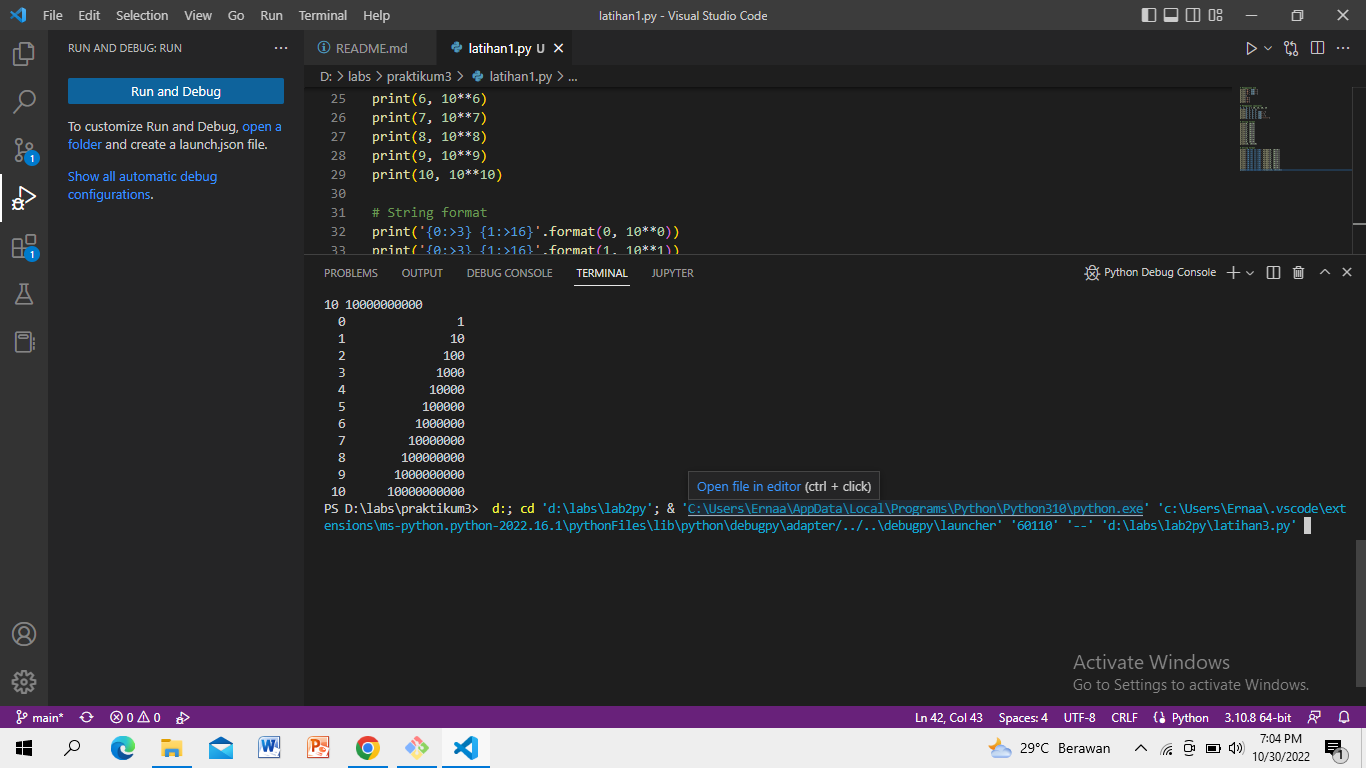 File Edit Selection View Go Run Terminal Help latihan1.py - Visual Studio Code
RUN AND DEBUG: RUN ···
README.md latihan1.py U
Run and Debug
D: > labs > praktikum3 > latihan1.py > ...
To customize Run and Debug, open a
folder and create a launch.json file.
Show all automatic debug
configurations.
25 print(6, 10**6)
26 print(7, 10**7)
27 print(8, 10**8)
28 print(9, 10**9)
29 print(10, 10**10)
30
31 # String format
32 print('{0:>3} {1:>16}'.format(0, 10**0))
33 print('{0:>3} {1:>16}'.format(1, 10**1))
PROBLEMS OUTPUT DEBUG CONSOLE TERMINAL JUPYTER Python Debug Console
10 10000000000
0 1
1 10
2 100
3 1000
4 10000
5 100000
6 1000000
7 10000000
8 100000000
9 1000000000
10 10000000000
Open file in editor (ctrl + click)
PS D:\labs\praktikum3> d:; cd 'd:\labs\lab2py'; & 'C:\Users\Ernaa\AppData\Local\Programs\Python\Python310\python.exe' 'c:\Users\Ernaa\.vscode\ext
ensions\ms-python.python-2022.16.1\pythonFiles\lib\python\debugpy\adapter/../..\debugpy\launcher' '60110' '--' 'd:\labs\lab2py\latihan3.py'
1
1
Activate Windows
Go to Settings to activate Windows.
main* 0 0 Ln 42, Col 43 Spaces: 4 UTF-8 CRLF Python 3.10.8 64-bit
29°C Berawan 7:04 PM
10/30/2022
1